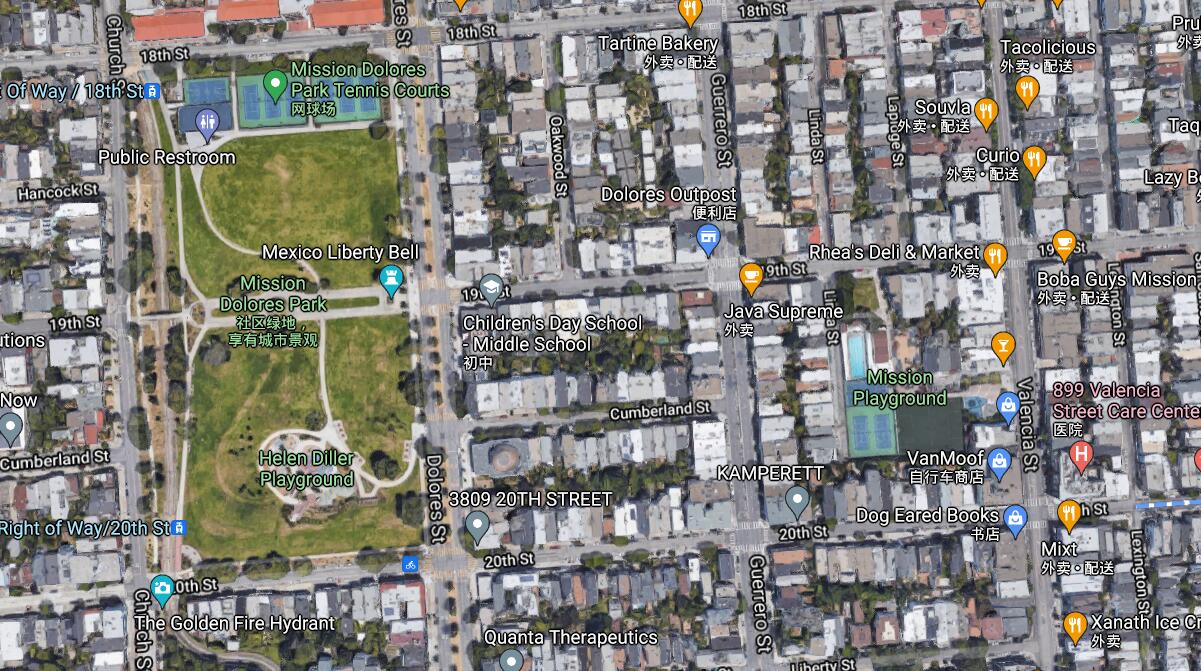 18th St
18th St
18th St
Tartine Bakery
外卖•配送
Tacolicious
外卖•配送
Church St
Mission Dolores
Park Tennis Courts
网球场
Of Way / 18th St
Guerrero St
Souvla
外卖•配送
Linda St
Lapidge St
Oakwood St
Public Restroom
Curio
外卖•配送
Hancock St
Lazy
Dolores Outpost
便利店
Mexico Liberty Bell
Rhea's Deli & Market
外卖
Mission
Dolores Park
社区绿地，
享有城市景观
Boba Guys Mission
外卖•配送
Java Supreme
外卖
Linda St
19th St
Children's Day School
- Middle School
初中
Mission
Playground
Valencia St
899 Valencia
Street Care Center
医院
Now
Cumberland St
Cumberland St
Helen Diller
Playground
VanMoof
自行车商店
KAMPERETT
Dolores St
3809 20TH STREET
Dog Eared Books
书店
Right of Way/20th St
20th St
20th St
Mixt
外卖•配送
Lexington St
Guerrero St
The Golden Fire Hydrant
Quanta Therapeutics
Xanath Ice
外卖
Liberty St